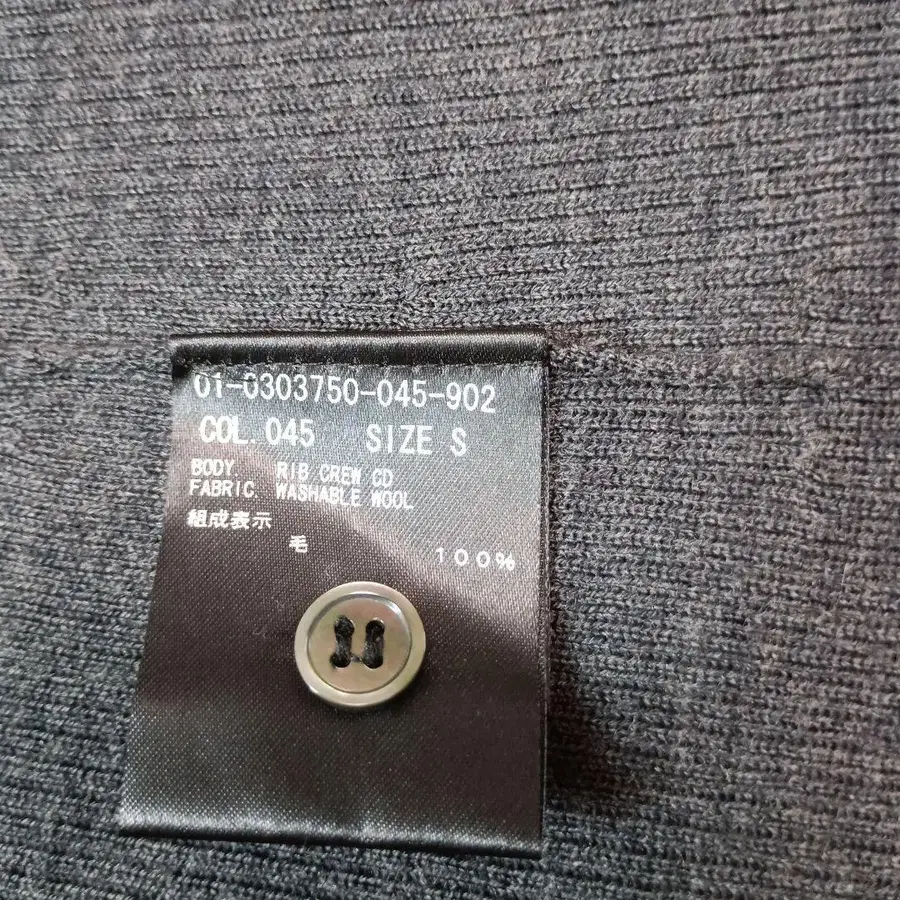 01-0303750-045-902
COL. 045 SIZE S
BODY RIB CREW CD
FABRIC WASHABLE WOOL
組成表示
毛 100%